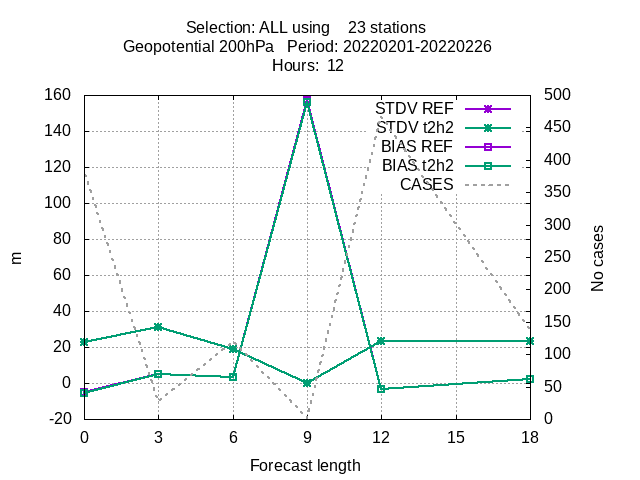 Selection: ALL using 23 stations
Geopotential 200hPa Period: 20220201-20220226
Hours: 12
STDV REF
STDV t2h2
BIAS REF
BIAS t2h2
CASES
160
140
120
100
80
60
40
20
0
-20
m
500
450
400
350
300
250
200
150
100
50
0
No cases
0 3 6 9 12 15 18
Forecast length